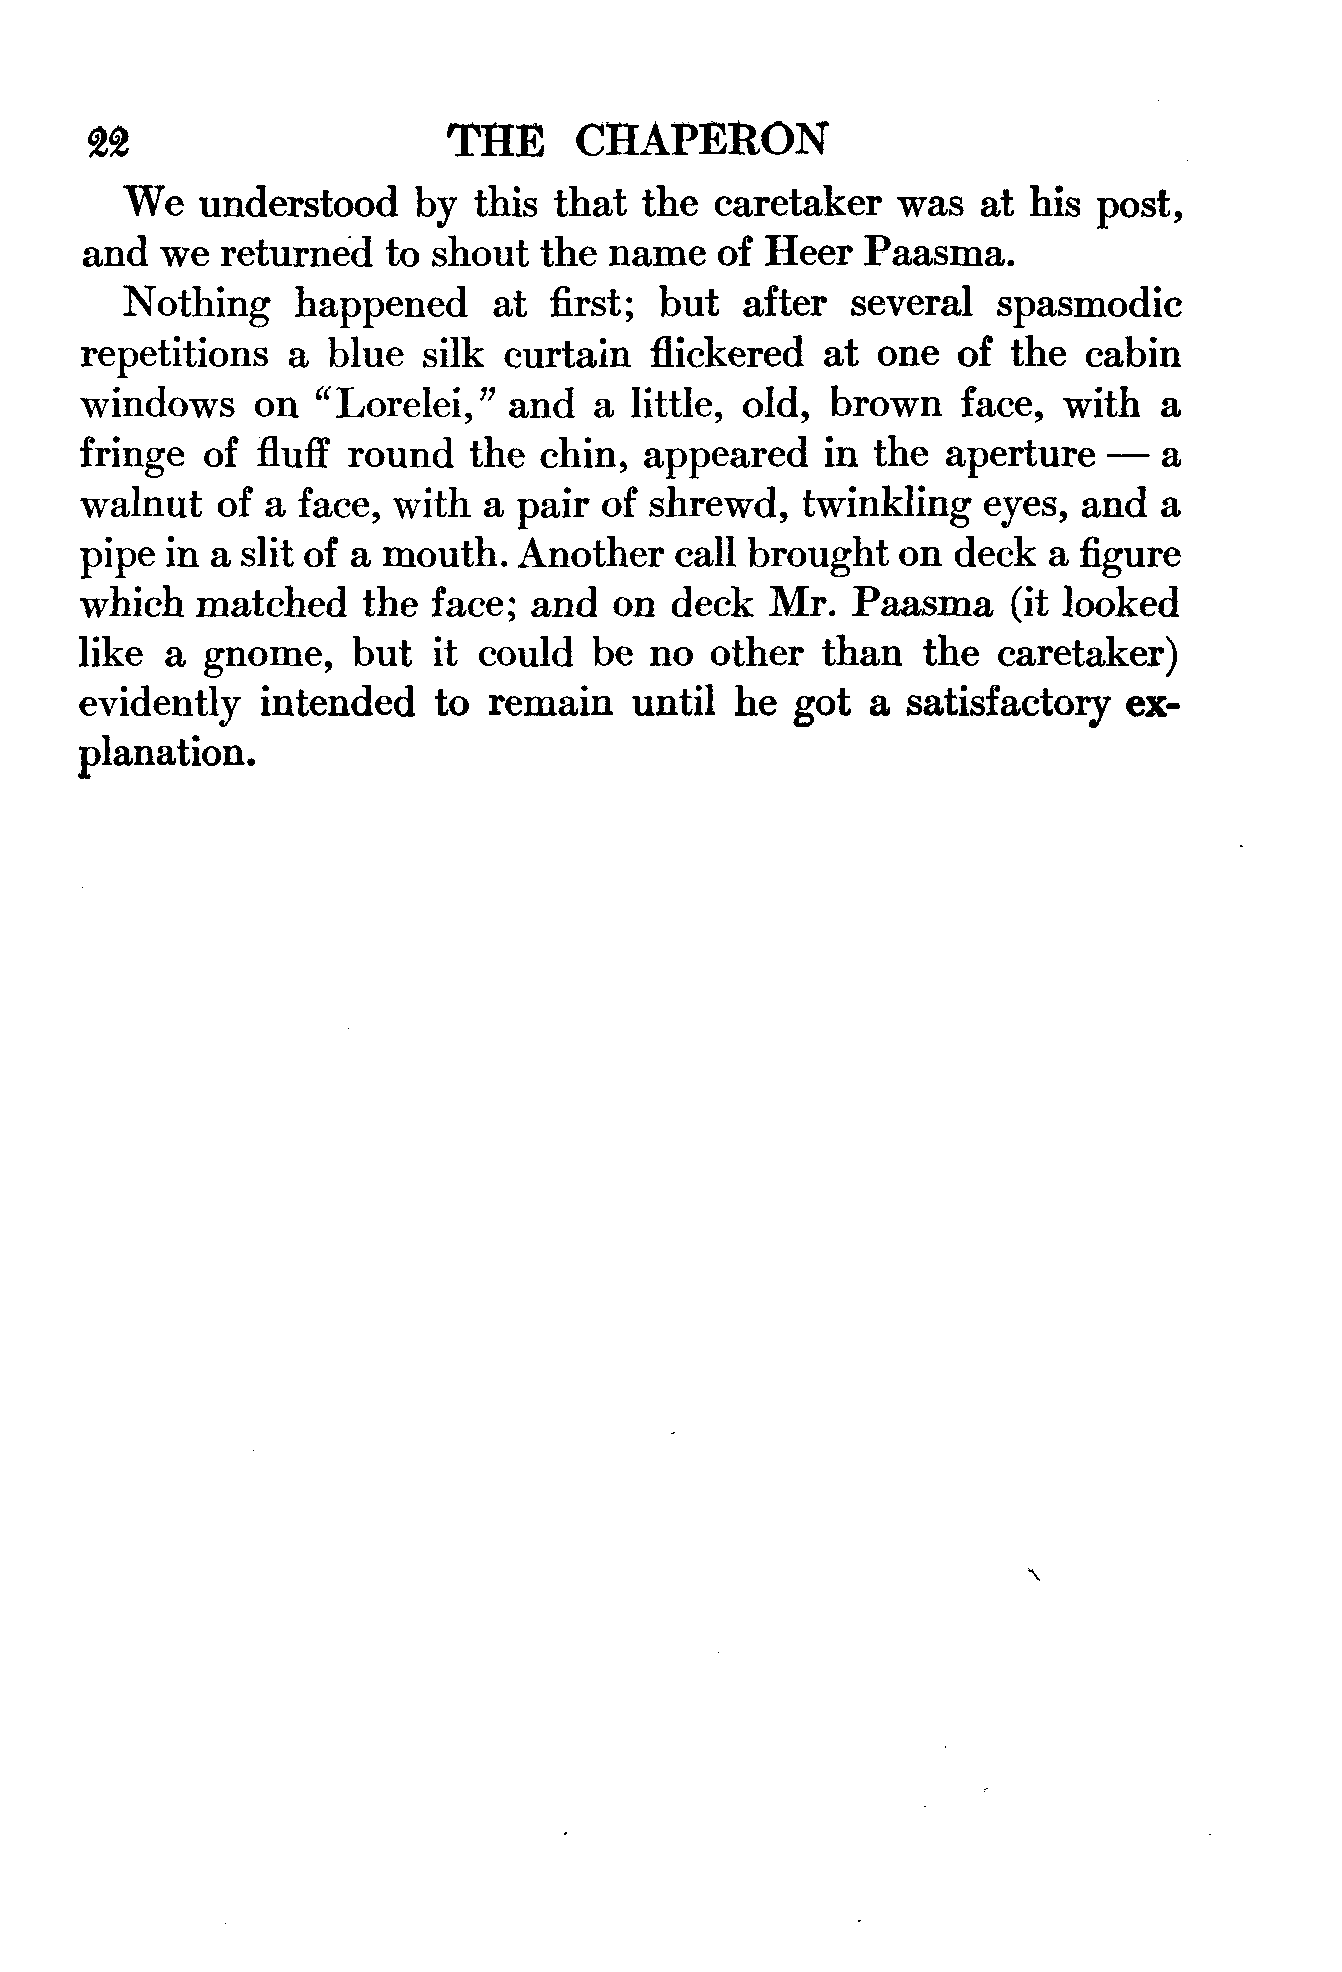 22 THE CHAPERON
We understood by this that the caretaker was at his post,
and we returned to shout the name of Heer Paasma.
Nothing happened at first; but after several spasmodic
repetitions a blue silk curtain flickered at one of the cabin
windows on “Lorelei,” and a little, old, brown face, with a
fringe of fluff round the chin, appeared in the aperture — a
walnut of a face, with a pair of shrewd, twinkling eyes, and a
pipe in a slit of a mouth. Another call brought on deck a figure
which matched the face; and on deck Mr. Paasma (it looked
like a gnome, but it could be no other than the caretaker)
evidently intended to remain until he got a satisfactory ex-
planation.